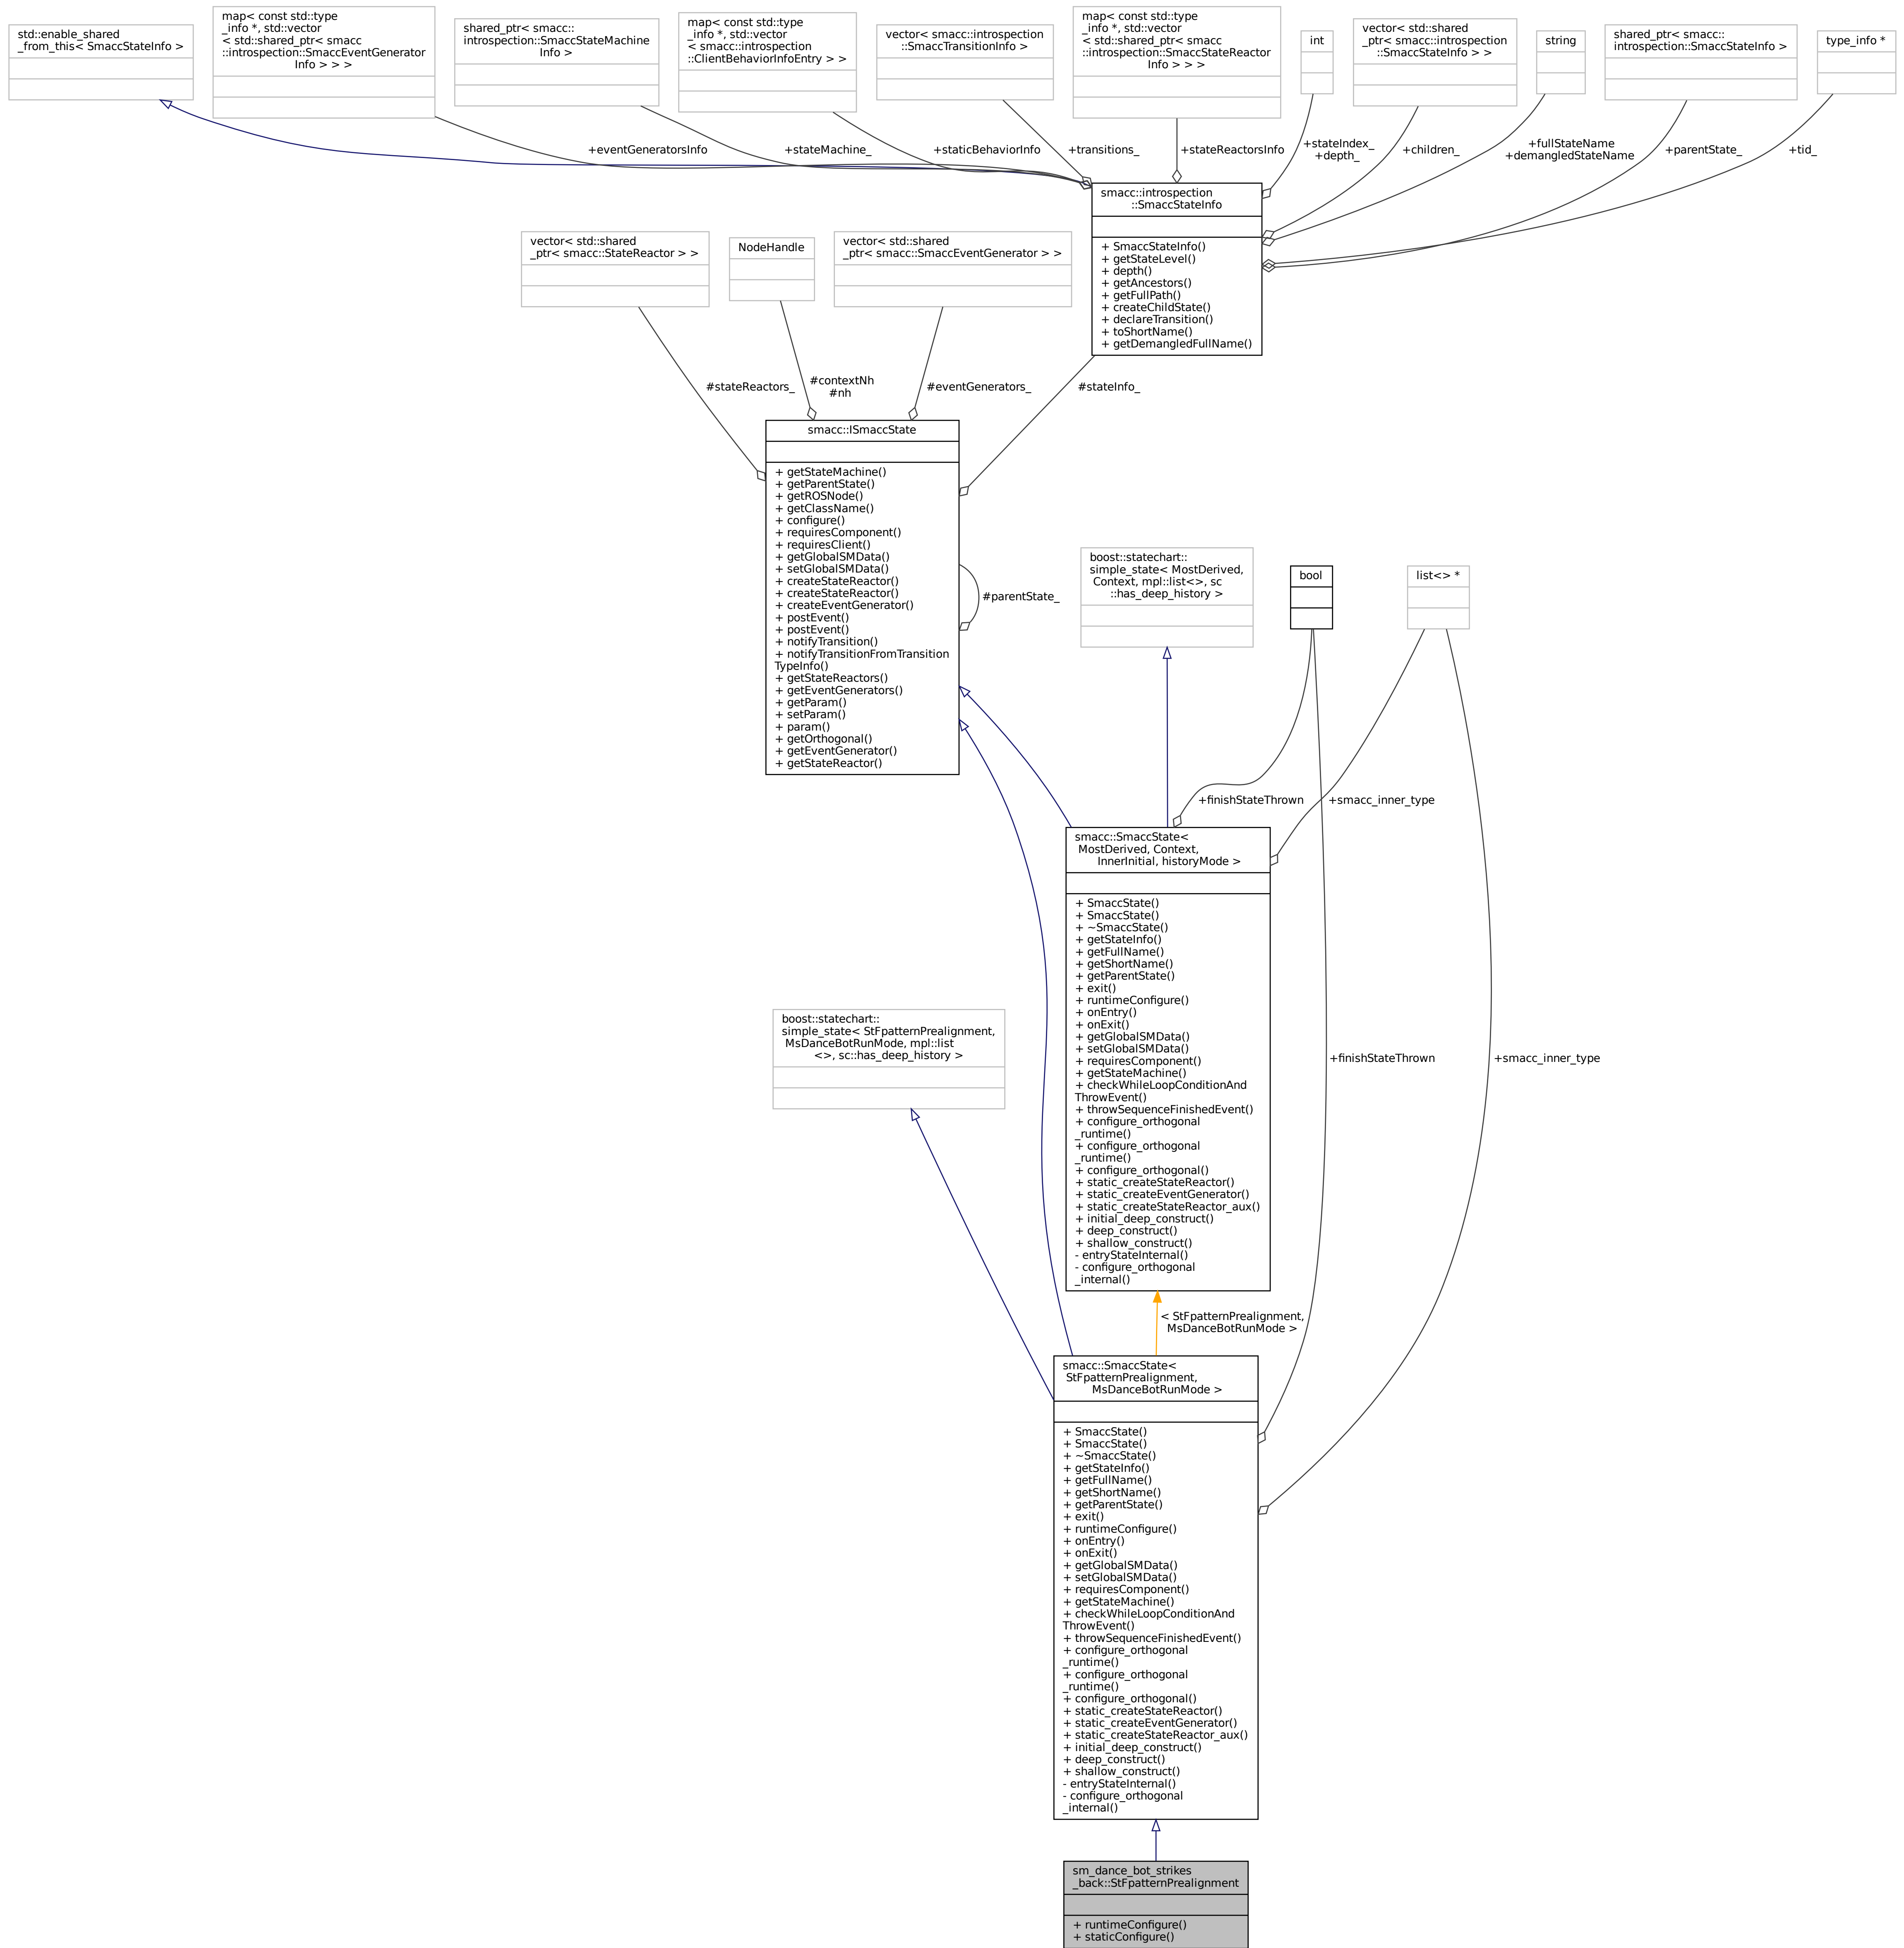 std::enable_shared
_from_this< SmaccStateInfo >
map< const std::type
_info *, std::vector
< std::shared_ptr< smacc
::introspection::SmaccEventGenerator
Info > > >
shared_ptr< smacc::
introspection::SmaccStateMachine
Info >
map< const std::type
_info *, std::vector
< smacc::introspection
::ClientBehaviorInfoEntry > >
vector< smacc::introspection
::SmaccTransitionInfo >
map< const std::type
_info *, std::vector
< std::shared_ptr< smacc
::introspection::SmaccStateReactor
Info > > >
int
vector< std::shared
_ptr< smacc::introspection
::SmaccStateInfo > >
string
shared_ptr< smacc::
introspection::SmaccStateInfo >
type_info *
+eventGeneratorsInfo
+stateMachine_
+staticBehaviorInfo
+transitions_
+stateReactorsInfo
+stateIndex_
+depth_
+children_
+fullStateName
+demangledStateName
+parentState_
+tid_
smacc::introspection
::SmaccStateInfo
+ SmaccStateInfo()
+ getStateLevel()
+ depth()
+ getAncestors()
+ getFullPath()
+ createChildState()
+ declareTransition()
+ toShortName()
+ getDemangledFullName()
vector< std::shared
_ptr< smacc::StateReactor > >
NodeHandle
vector< std::shared
_ptr< smacc::SmaccEventGenerator > >
#stateReactors_
#contextNh
#nh
#eventGenerators_
#stateInfo_
smacc::ISmaccState
+ getStateMachine()
+ getParentState()
+ getROSNode()
+ getClassName()
+ configure()
+ requiresComponent()
+ requiresClient()
+ getGlobalSMData()
+ setGlobalSMData()
+ createStateReactor()
+ createStateReactor()
+ createEventGenerator()
+ postEvent()
+ postEvent()
+ notifyTransition()
+ notifyTransitionFromTransition
TypeInfo()
+ getStateReactors()
+ getEventGenerators()
+ getParam()
+ setParam()
+ param()
+ getOrthogonal()
+ getEventGenerator()
+ getStateReactor()
#parentState_
boost::statechart::
simple_state< MostDerived,
Context, mpl::list<>, sc
::has_deep_history >
bool
list<> *
+finishStateThrown
+smacc_inner_type
smacc::SmaccState<
MostDerived, Context,
InnerInitial, historyMode >
+ SmaccState()
+ SmaccState()
+ ~SmaccState()
+ getStateInfo()
+ getFullName()
+ getShortName()
+ getParentState()
+ exit()
+ runtimeConfigure()
+ onEntry()
+ onExit()
+ getGlobalSMData()
+ setGlobalSMData()
+ requiresComponent()
+ getStateMachine()
+ checkWhileLoopConditionAnd
ThrowEvent()
+ throwSequenceFinishedEvent()
+ configure_orthogonal
_runtime()
+ configure_orthogonal
_runtime()
+ configure_orthogonal()
+ static_createStateReactor()
+ static_createEventGenerator()
+ static_createStateReactor_aux()
+ initial_deep_construct()
+ deep_construct()
+ shallow_construct()
- entryStateInternal()
- configure_orthogonal
_internal()
boost::statechart::
simple_state< StFpatternPrealignment,
MsDanceBotRunMode, mpl::list
<>, sc::has_deep_history >
+finishStateThrown
+smacc_inner_type
< StFpatternPrealignment,
MsDanceBotRunMode >
smacc::SmaccState<
StFpatternPrealignment,
MsDanceBotRunMode >
+ SmaccState()
+ SmaccState()
+ ~SmaccState()
+ getStateInfo()
+ getFullName()
+ getShortName()
+ getParentState()
+ exit()
+ runtimeConfigure()
+ onEntry()
+ onExit()
+ getGlobalSMData()
+ setGlobalSMData()
+ requiresComponent()
+ getStateMachine()
+ checkWhileLoopConditionAnd
ThrowEvent()
+ throwSequenceFinishedEvent()
+ configure_orthogonal
_runtime()
+ configure_orthogonal
_runtime()
+ configure_orthogonal()
+ static_createStateReactor()
+ static_createEventGenerator()
+ static_createStateReactor_aux()
+ initial_deep_construct()
+ deep_construct()
+ shallow_construct()
- entryStateInternal()
- configure_orthogonal
_internal()
sm_dance_bot_strikes
_back::StFpatternPrealignment
+ runtimeConfigure()
+ staticConfigure()